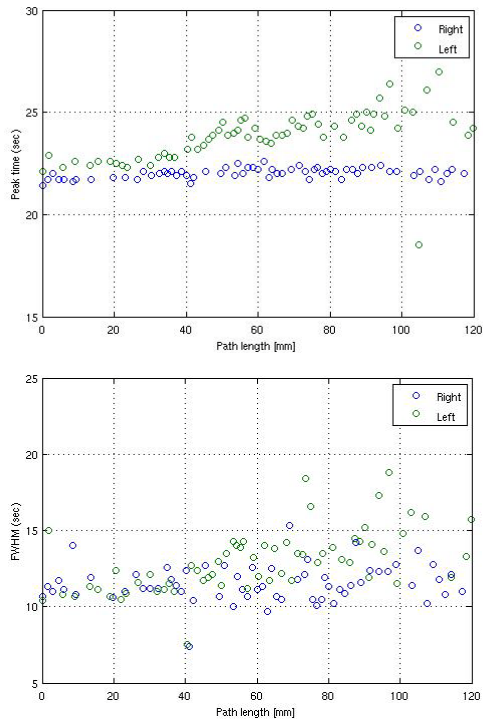 30
25
20
15
Peak time (sec)
Right
Left
0 20 40 60 80 100 120
Path length [mm]
25
20
15
10
5
FWHM (sec)
Right
Left
0 20 40 60 80 100 120
Path length [mm]